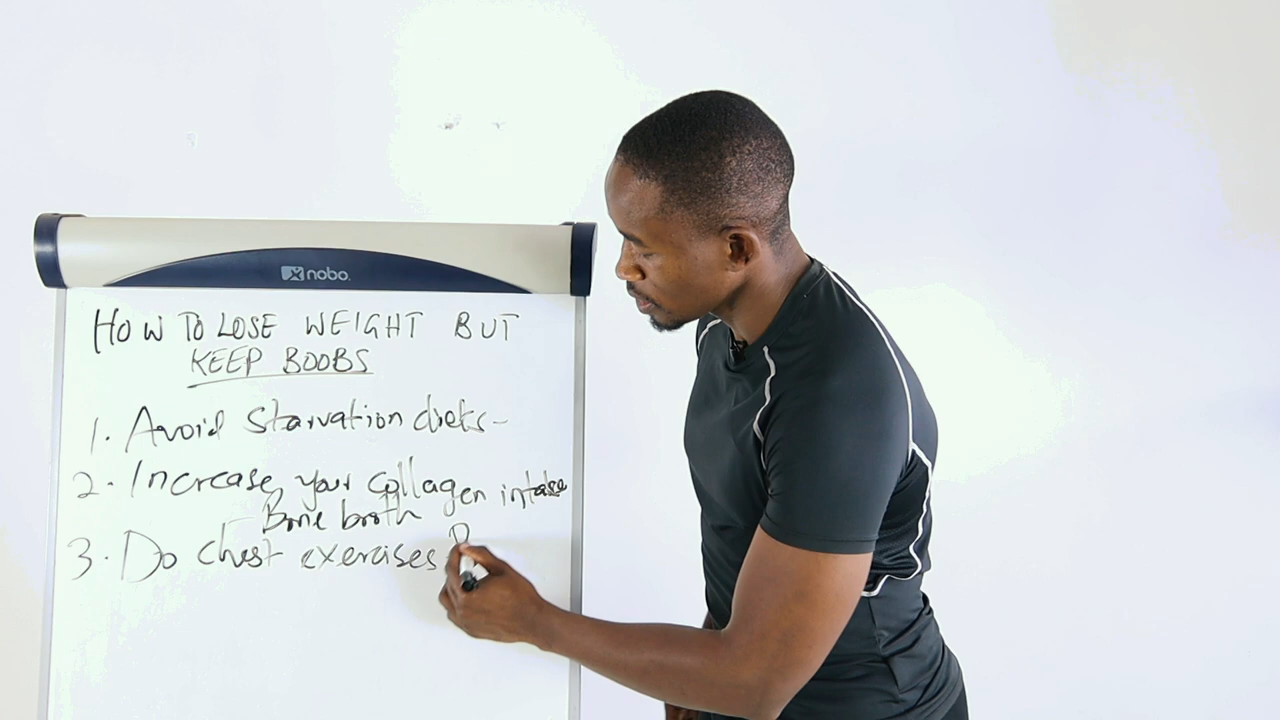 nobo
HOW TO LOSE WEIGHT BUT
KEEP BOOBS
1. Avoid starvation diets-
2. Increase your collagen intake
Bone broth
3. Do chest exercises